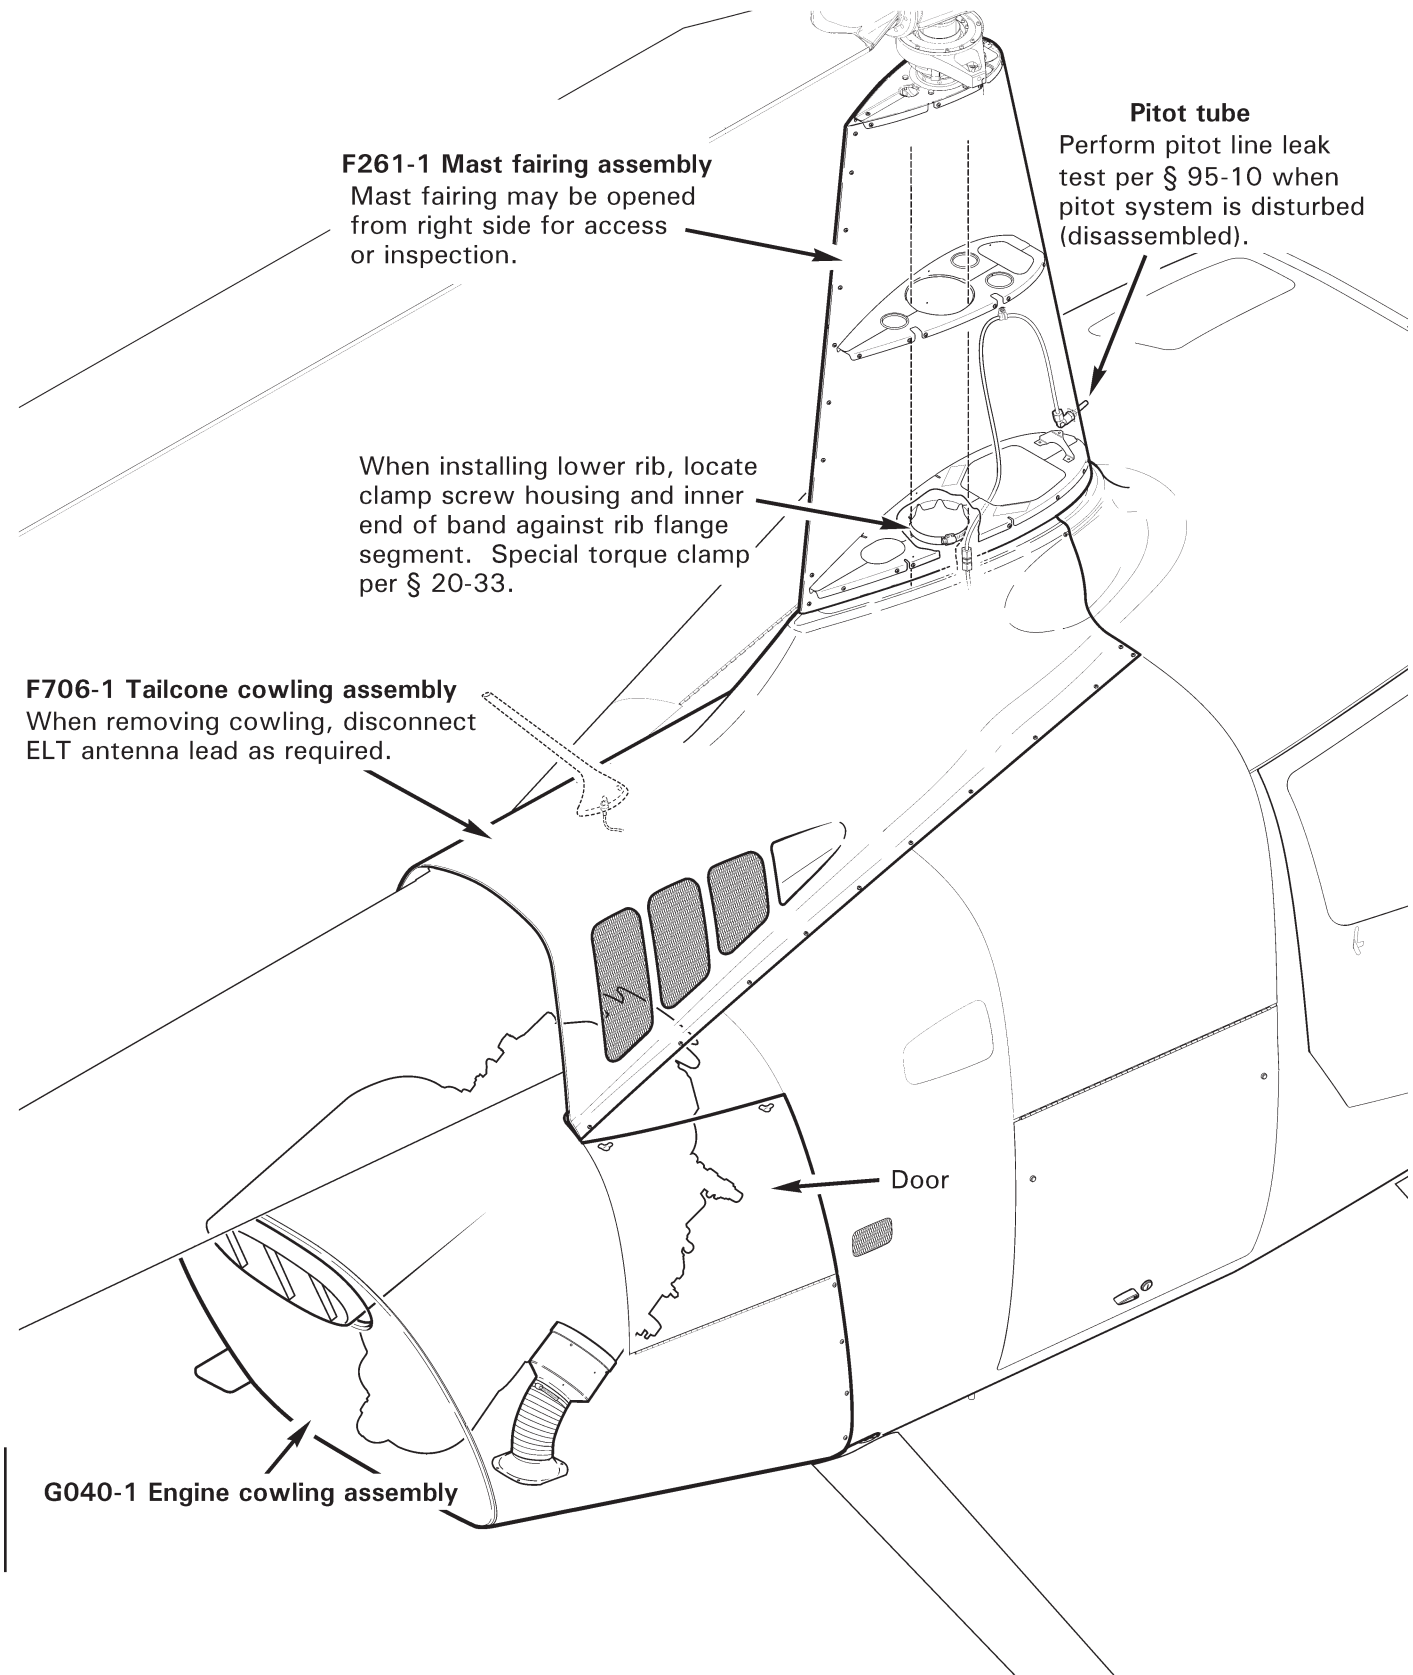 Pitot tube
Perform pitot line leak
test per § 95-10 when
pitot system is disturbed
(disassembled).
F261-1 Mast fairing assembly
Mast fairing may be opened
from right side for access
or inspection.
When installing lower rib, locate
clamp screw housing and inner
end of band against rib flange
segment.  Special torque clamp
per § 20-33.
F706-1 Tailcone cowling assembly
When removing cowling, disconnect
ELT antenna lead as required.
Door
G040-1 Engine cowling assembly